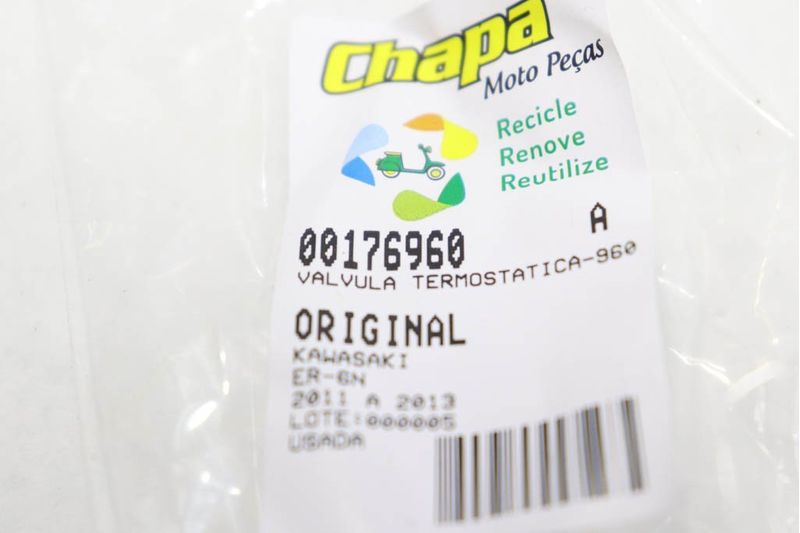 Chapa
Moto Peças
Recicle
Renove
Reutilize
00176960 A
VALVULA TERMOSTATICA-960
ORIGINAL
KAWASAKI
ER-6N
2011 A 2013
LOTE:000005
USADA